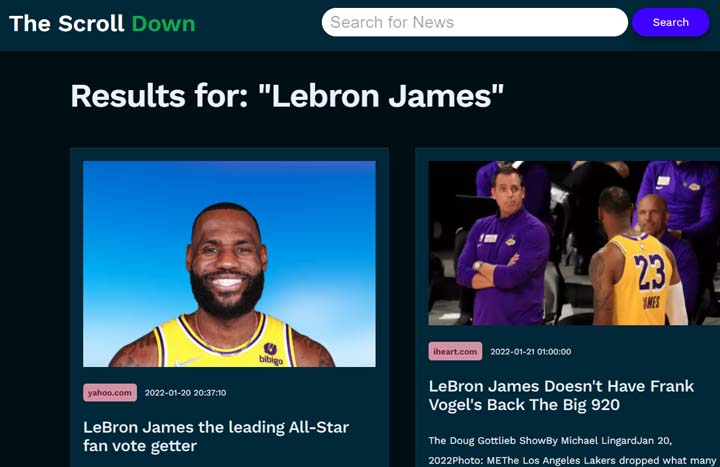 The Scroll Down
Search for News
Search
Results for: "Lebron James"
bibigo
yahoo.com 2022-01-20 20:37:10
LeBron James the leading All-Star
fan vote getter
23
JAMES
iheart.com 2022-01-21 01:00:00
LeBron James Doesn't Have Frank
Vogel's Back The Big 920
The Doug Gottlieb ShowBy Michael LingardJan 20,
2022Photo: METhe Los Angeles Lakers dropped what many